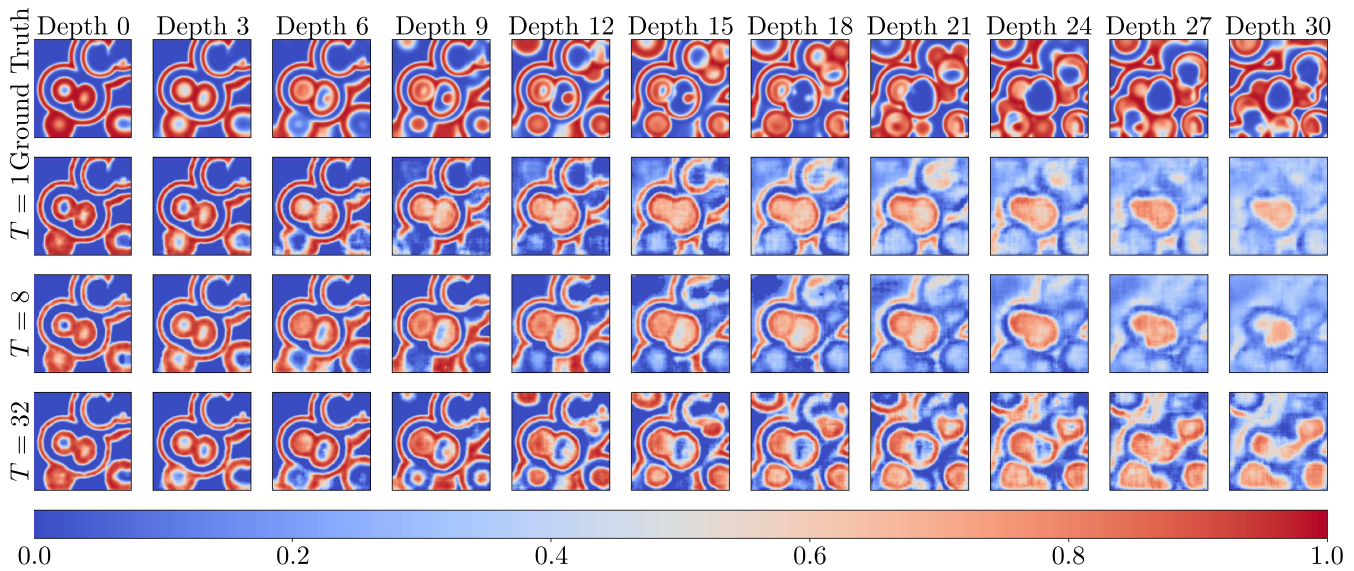 Depth 0 Depth 3 Depth 6 Depth 9 Depth 12 Depth 15 Depth 18 Depth 21 Depth 24 Depth 27 Depth 30
Ground Truth
T = 1
T = 8
T = 32
0.0 0.2 0.4 0.6 0.8 1.0